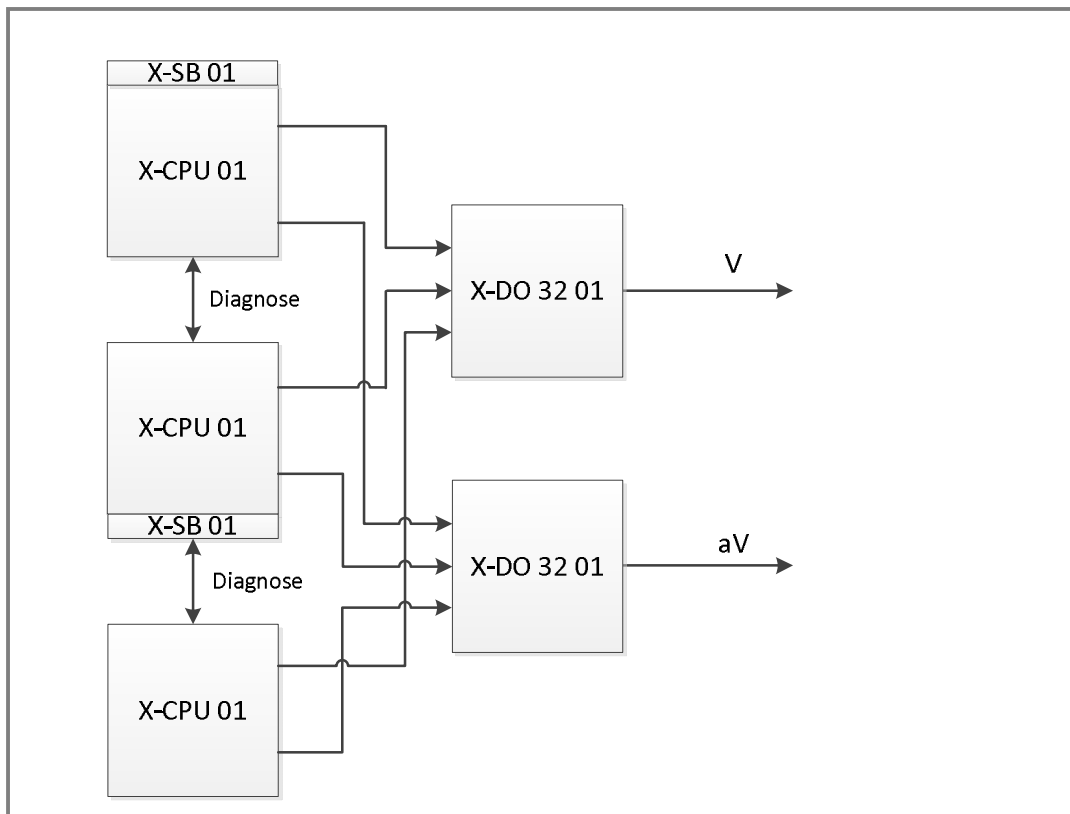 X-SB 01
X-CPU 01
Diagnose
X-CPU 01
X-SB 01
Diagnose
X-CPU 01
X-DO 32 01
V
X-DO 32 01
aV